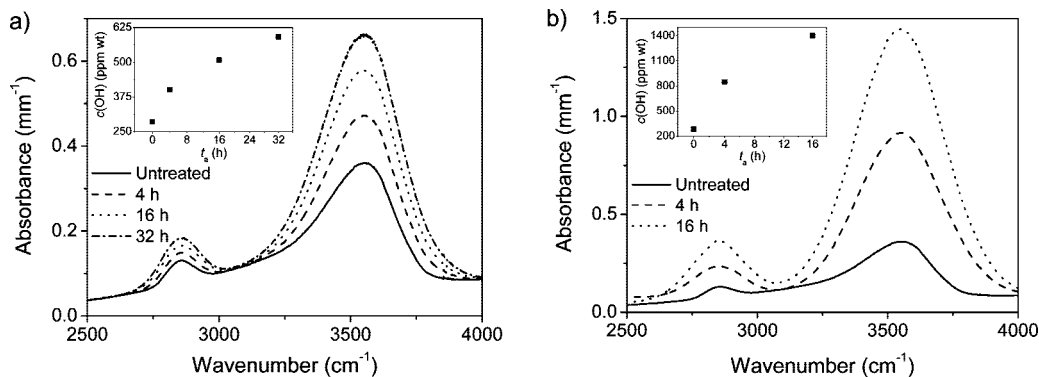 a)
c(OH) (ppm wt)
625
500
375
250
0 8 16 24 32
tₐ (h)
Absorbance (mm⁻¹)
0.6
0.4
0.2
0.0
Untreated
4 h
16 h
32 h
2500 3000 3500 4000
Wavenumber (cm⁻¹)
b)
c(OH) (ppm wt)
1400
1100
800
500
200
0 4 8 12 16
tₐ (h)
Absorbance (mm⁻¹)
1.5
1.0
0.5
0.0
Untreated
4 h
16 h
2500 3000 3500 4000
Wavenumber (cm⁻¹)